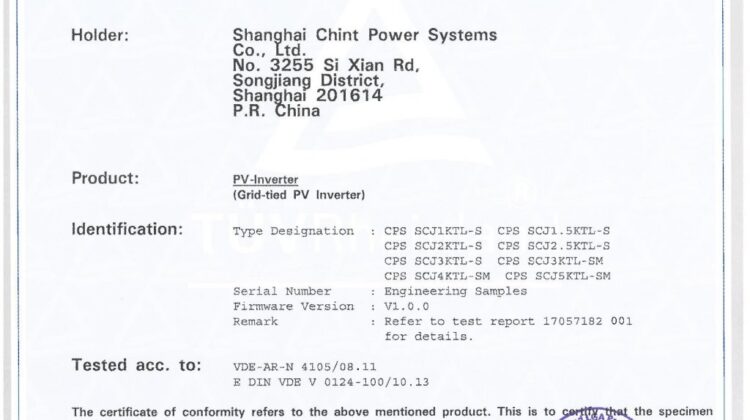 Holder: Shanghai Chint Power Systems
Co., Ltd.
No. 3255 Si Xian Rd,
Songjiang District,
Shanghai 201614
P.R. China
Product: PV-Inverter
(Grid-tied PV Inverter)
Identification: Type Designation : CPS SCJ1KTL-S CPS SCJ1.5KTL-S
CPS SCJ2KTL-S CPS SCJ2.5KTL-S
CPS SCJ3KTL-S CPS SCJ3KTL-SM
CPS SCJ4KTL-SM CPS SCJ5KTL-SM
Serial Number : Engineering Samples
Firmware Version : V1.0.0
Remark : Refer to test report 17057182 001
for details.
Tested acc. to: VDE-AR-N 4105/08.11
E DIN VDE V 0124-100/10.13
The certificate of conformity refers to the above mentioned product. This is to certify that the specimen